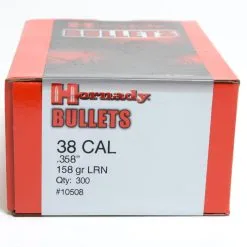 Hornady
BULLETS
38 CAL
.358"
158 gr LRN
Qty: 300
#10508